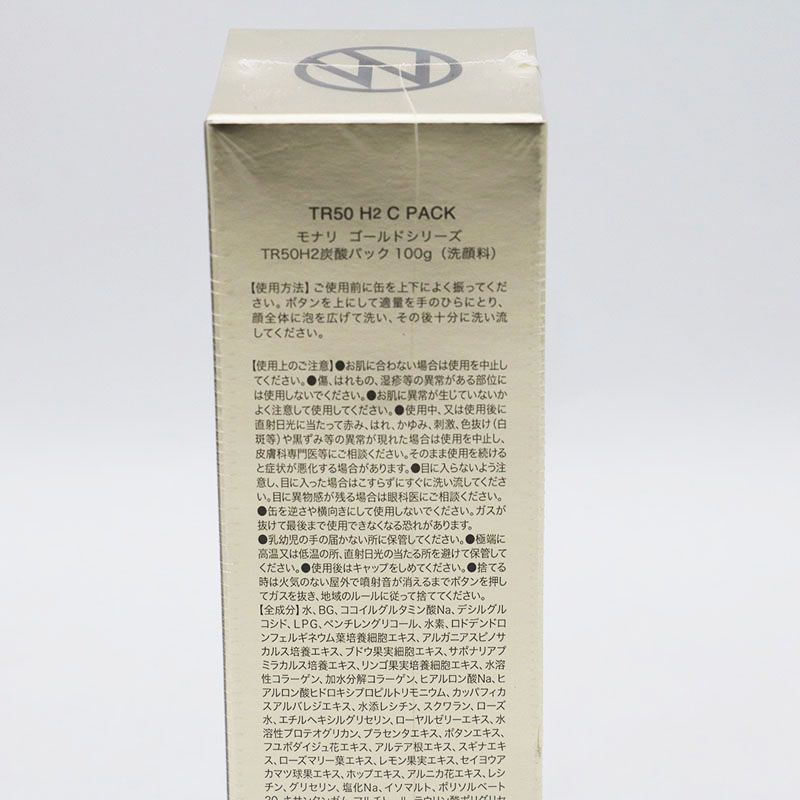 TR50 H2 C PACK
モナリ ゴールドシリーズ
TR50H2炭酸パック 100g（洗顔料）
【使用方法】ご使用前に缶を上下によく振ってくだ
さい。ボタンを上にして適量を手のひらにとり、
顔全体に泡を広げて洗い、その後十分に洗い流
してください。
【使用上のご注意】●お肌に合わない場合は使用を中止し
てください。●傷、はれもの、湿疹等の異常がある部位に
は使用しないでください。●お肌に異常が生じていないか
よく注意して使用してください。●使用中、又は使用後に
直射日光に当たって赤み、はれ、かゆみ、刺激、色抜け（白
斑等）や黒ずみ等の異常が現れた場合は使用を中止し、
皮膚科専門医等にご相談ください。そのまま使用を続ける
と症状が悪化する場合があります。●目に入らないよう注
意し、目に入った場合はこすらずにすぐに洗い流してくださ
い。目に異物感が残る場合は眼科医にご相談ください。
●缶を逆さや横向きにして使用しないでください。ガスが
抜けて最後まで使用できなくなる恐れがあります。
●乳幼児の手の届かない所に保管してください。●極端に
高温又は低温の所、直射日光の当たる所を避けて保管して
ください。●使用後はキャップをしめてください。●捨てる
時は火気のない屋外で噴射音が消えるまでボタンを押し
てガスを抜き、地域のルールに従って捨ててください。
【全成分】水、BG、ココイルグルタミン酸Na、デシルグル
コシド、LPG、ペンチレングリコール、水素、ロドデンドロ
ンフェルギネウム葉培養細胞エキス、アルガニアスピノサ
カルス培養エキス、ブドウ果実細胞エキス、サポナリアプ
ミラカルス培養エキス、リンゴ果実培養細胞エキス、水溶
性コラーゲン、加水分解コラーゲン、ヒアルロン酸Na、ヒ
アルロン酸ヒドロキシプロピルトリモニウム、カッパフィカ
スアルバレジエキス、水添レシチン、スクワラン、ローズ
水、エチルヘキシルグリセリン、ローヤルゼリーエキス、水
溶性プロテオグリカン、プラセンタエキス、ボタンエキス、
フユボダイジュ花エキス、アルテア根エキス、スギナエキ
ス、ローズマリー葉エキス、レモン果実エキス、セイヨウア
カマツ球果エキス、ホップエキス、アルニカ花エキス、レシ
チン、グリセリン、塩化Na、イソマルト、ポリソルベート
20、キサンタンガム、マルチトール、ラウリン酸ポリグリセ